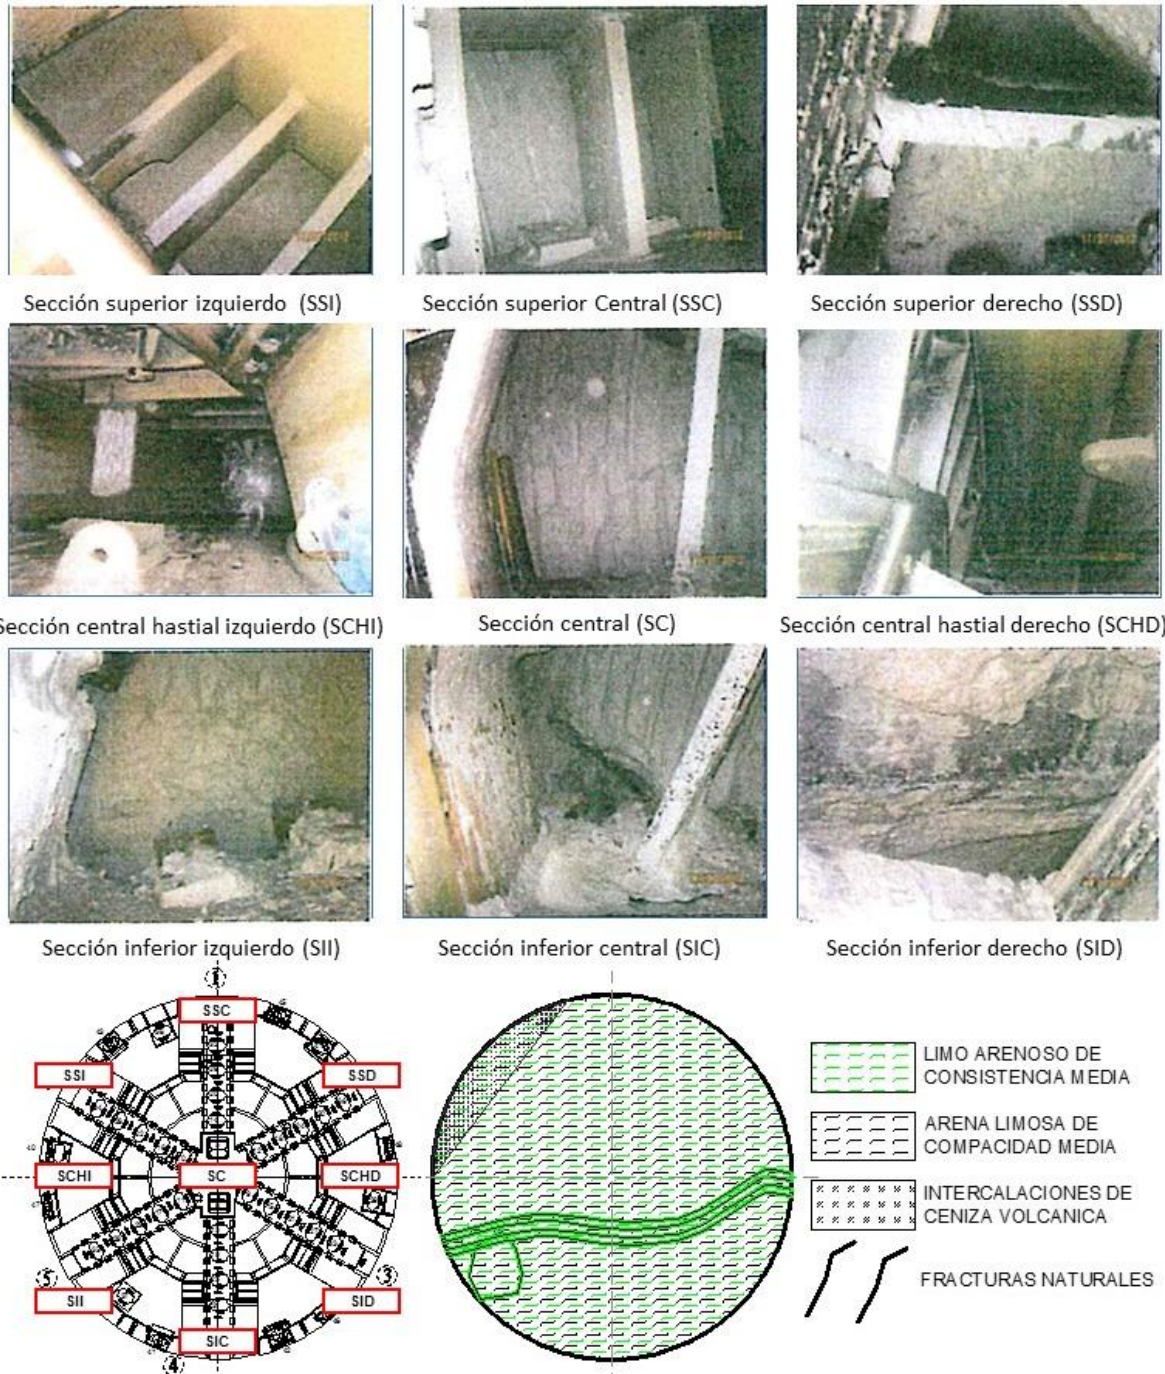 Sección superior izquierdo (SSI)
Sección superior Central (SSC)
Sección superior derecho (SSD)
Sección central hastial izquierdo (SCHI)
Sección central (SC)
Sección central hastial derecho (SCHD)
Sección inferior izquierdo (SII)
Sección inferior central (SIC)
Sección inferior derecho (SID)
1
SSC
SSI
SSD
SCHI
SC
SCHD
5
3
SII
SID
SIC
4
LIMO ARENOSO DE
CONSISTENCIA MEDIA
ARENA LIMOSA DE
COMPACIDAD MEDIA
INTERCALACIONES DE
CENIZA VOLCANICA
FRACTURAS NATURALES